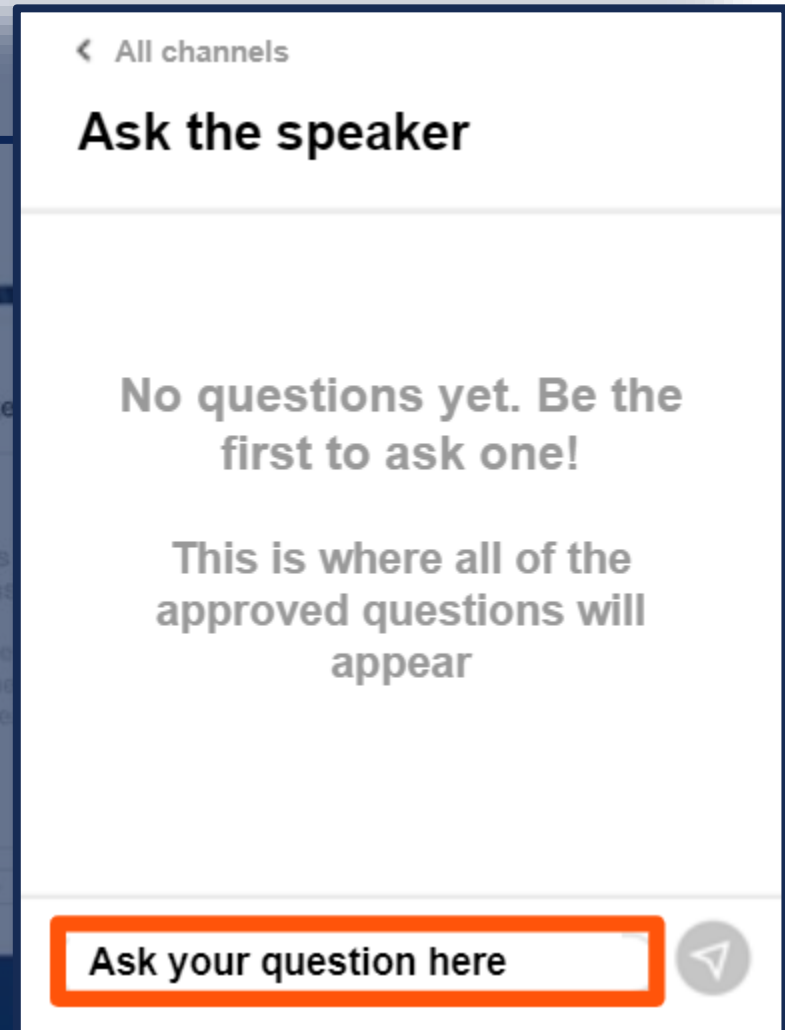 All channels
Ask the speaker
No questions yet. Be the
first to ask one!
This is where all of the
approved questions will
appear
Ask your question here